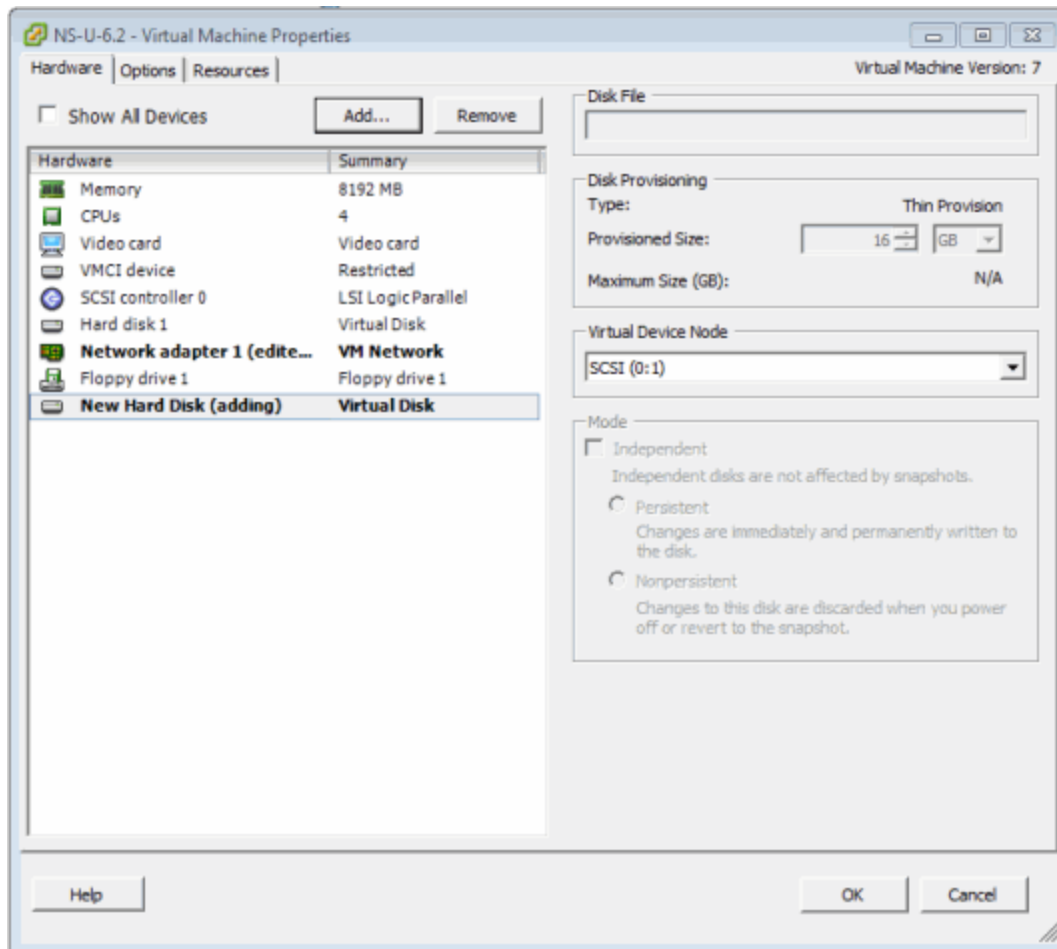 NS-U-6.2 - Virtual Machine Properties
Hardware Options Resources Virtual Machine Version: 7
Show All Devices Add... Remove
Hardware Summary
Memory 8192 MB
CPUs 4
Video card Video card
VMCI device Restricted
SCSI controller 0 LSI Logic Parallel
Hard disk 1 Virtual Disk
Network adapter 1 (edite... VM Network
Floppy drive 1 Floppy drive 1
New Hard Disk (adding) Virtual Disk
Disk File
Disk Provisioning
Type: Thin Provision
Provisioned Size: 16 GB
Maximum Size (GB): N/A
Virtual Device Node
SCSI (0:1)
Mode
Independent
Independent disks are not affected by snapshots.
Persistent
Changes are immediately and permanently written to
the disk.
Nonpersistent
Changes to this disk are discarded when you power
off or revert to the snapshot.
Help OK Cancel